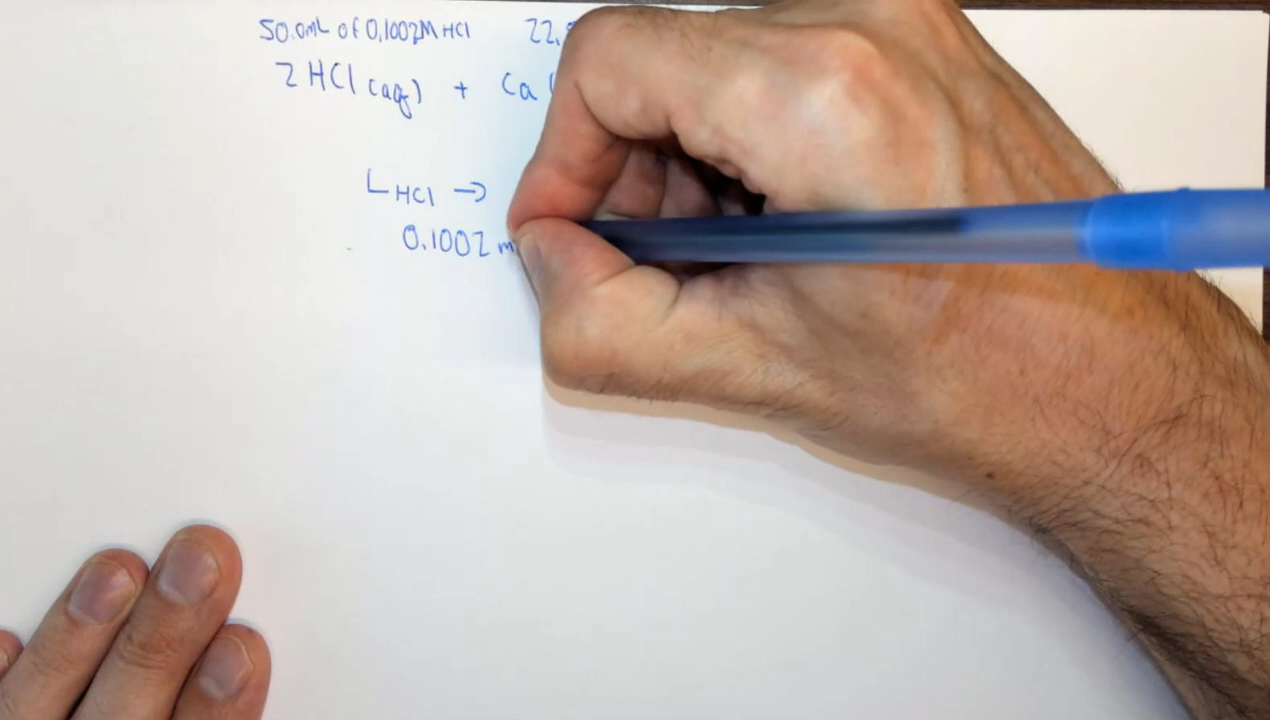 50.0mL of 0.1002M HCl 22.
2 HCl (aq) + Ca (
L HCl →
0.1002 m